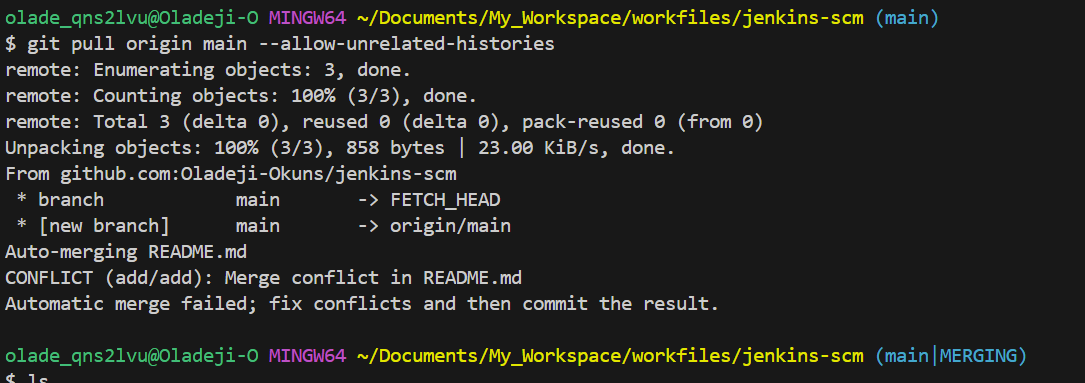 olade_qns2lvu@Oladeji-O MINGW64 ~/Documents/My_Workspace/workfiles/jenkins-scm (main)
$ git pull origin main --allow-unrelated-histories
remote: Enumerating objects: 3, done.
remote: Counting objects: 100% (3/3), done.
remote: Total 3 (delta 0), reused 0 (delta 0), pack-reused 0 (from 0)
Unpacking objects: 100% (3/3), 858 bytes | 23.00 KiB/s, done.
From github.com:Oladeji-Okuns/jenkins-scm
 * branch            main       -> FETCH_HEAD
 * [new branch]      main       -> origin/main
Auto-merging README.md
CONFLICT (add/add): Merge conflict in README.md
Automatic merge failed; fix conflicts and then commit the result.
olade_qns2lvu@Oladeji-O MINGW64 ~/Documents/My_Workspace/workfiles/jenkins-scm (main|MERGING)
$ ls